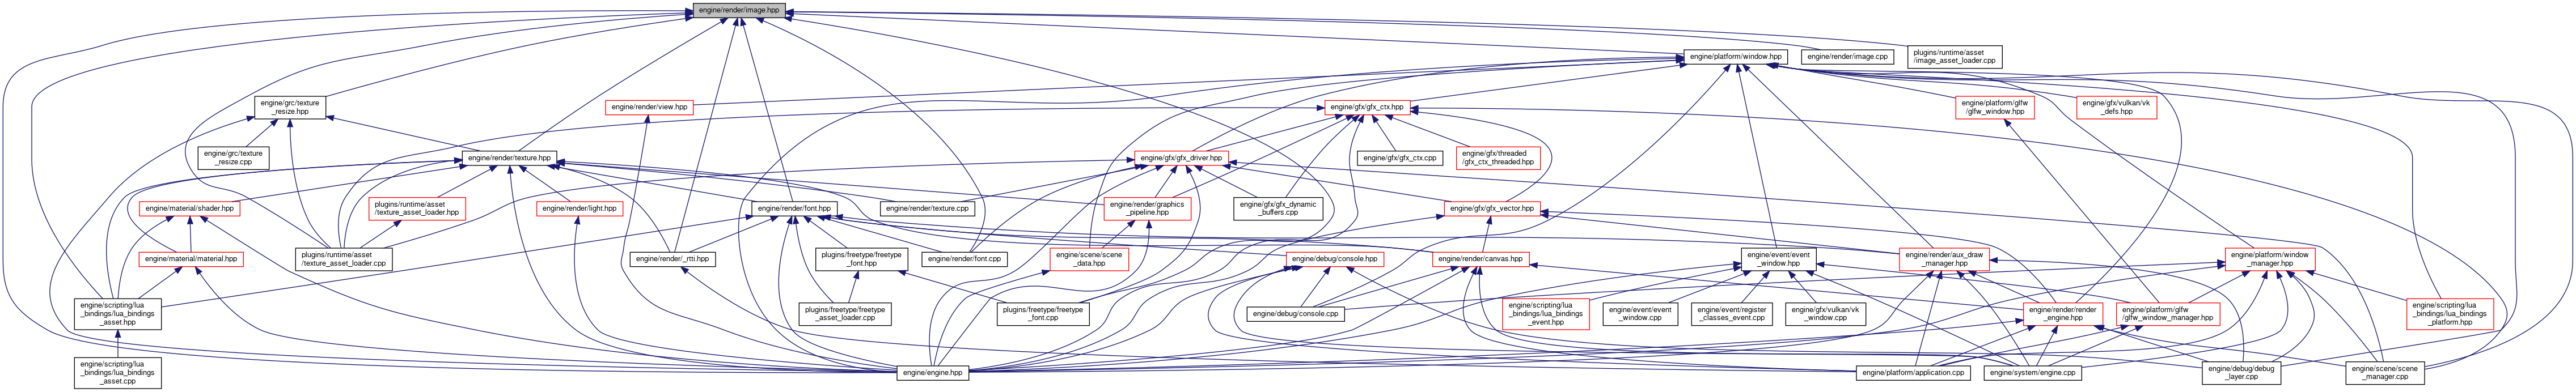 engine/render/image.hpp
engine/platform/window.hpp
engine/render/image.cpp
plugins/runtime/asset
/image_asset_loader.cpp
engine/grc/texture
_resize.hpp
engine/render/view.hpp
engine/gfx/gfx_ctx.hpp
engine/platform/glfw
/glfw_window.hpp
engine/gfx/vulkan/vk
_defs.hpp
engine/grc/texture
_resize.cpp
engine/render/texture.hpp
engine/gfx/gfx_driver.hpp
engine/gfx/gfx_ctx.cpp
engine/gfx/threaded
/gfx_ctx_threaded.hpp
engine/material/shader.hpp
plugins/runtime/asset
/texture_asset_loader.hpp
engine/render/light.hpp
engine/render/font.hpp
engine/render/texture.cpp
engine/render/graphics
_pipeline.hpp
engine/gfx/gfx_dynamic
_buffers.cpp
engine/gfx/gfx_vector.hpp
engine/material/material.hpp
plugins/runtime/asset
/texture_asset_loader.cpp
engine/render/_rtti.hpp
plugins/freetype/freetype
_font.hpp
engine/render/font.cpp
engine/scene/scene
_data.hpp
engine/debug/console.hpp
engine/render/canvas.hpp
engine/event/event
_window.hpp
engine/render/aux_draw
_manager.hpp
engine/platform/window
_manager.hpp
engine/scripting/lua
_bindings/lua_bindings
_asset.hpp
plugins/freetype/freetype
_asset_loader.cpp
plugins/freetype/freetype
_font.cpp
engine/debug/console.cpp
engine/scripting/lua
_bindings/lua_bindings
_event.hpp
engine/event/event
_window.cpp
engine/event/register
_classes_event.cpp
engine/gfx/vulkan/vk
_window.cpp
engine/render/render
_engine.hpp
engine/platform/glfw
/glfw_window_manager.hpp
engine/scripting/lua
_bindings/lua_bindings
_platform.hpp
engine/scripting/lua
_bindings/lua_bindings
_asset.cpp
engine/engine.hpp
engine/platform/application.cpp
engine/system/engine.cpp
engine/debug/debug
_layer.cpp
engine/scene/scene
_manager.cpp